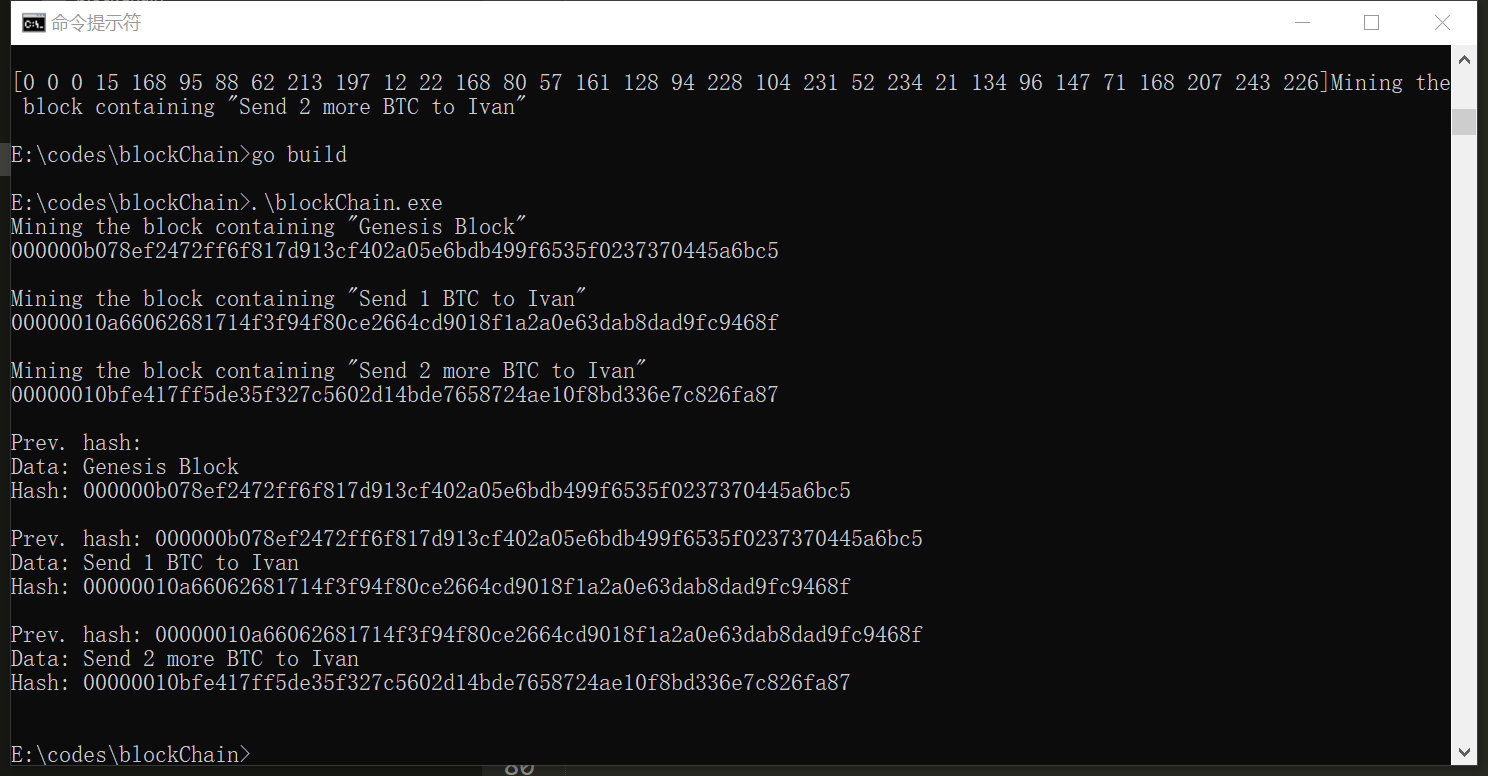 命令提示符
[0 0 0 15 168 95 88 62 213 197 12 22 168 80 57 161 128 94 228 104 231 52 234 21 134 96 147 71 168 207 243 226]Mining the
block containing "Send 2 more BTC to Ivan"
E:\codes\blockChain>go build
E:\codes\blockChain>.\blockChain.exe
Mining the block containing "Genesis Block"
000000b078ef2472ff6f817d913cf402a05e6bdb499f6535f0237370445a6bc5
Mining the block containing "Send 1 BTC to Ivan"
00000010a66062681714f3f94f80ce2664cd9018f1a2a0e63dab8dad9fc9468f
Mining the block containing "Send 2 more BTC to Ivan"
00000010bfe417ff5de35f327c5602d14bde7658724ae10f8bd336e7c826fa87
Prev. hash:
Data: Genesis Block
Hash: 000000b078ef2472ff6f817d913cf402a05e6bdb499f6535f0237370445a6bc5
Prev. hash: 000000b078ef2472ff6f817d913cf402a05e6bdb499f6535f0237370445a6bc5
Data: Send 1 BTC to Ivan
Hash: 00000010a66062681714f3f94f80ce2664cd9018f1a2a0e63dab8dad9fc9468f
Prev. hash: 00000010a66062681714f3f94f80ce2664cd9018f1a2a0e63dab8dad9fc9468f
Data: Send 2 more BTC to Ivan
Hash: 00000010bfe417ff5de35f327c5602d14bde7658724ae10f8bd336e7c826fa87
E:\codes\blockChain>
80